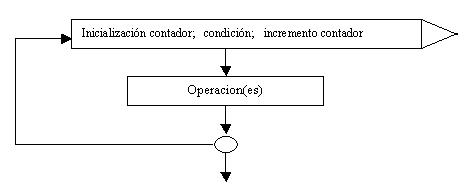 Inicialización contador; condición; incremento contador
Operacion(es)